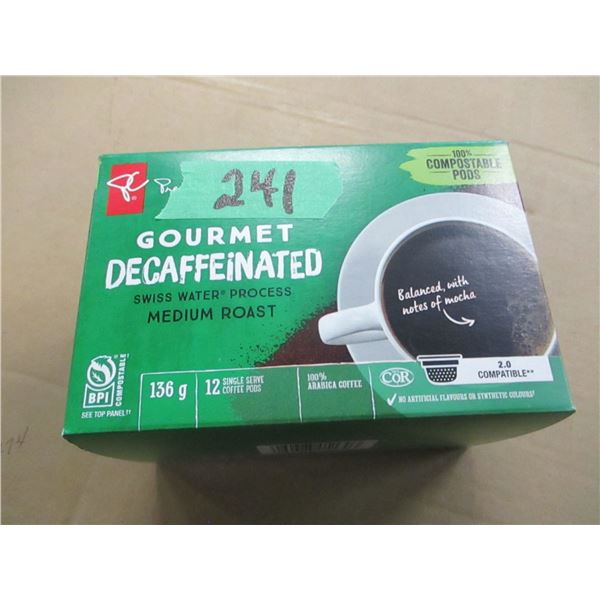 PC
241
100%
COMPOSTABLE
PODS
GOURMET
DECAFFEiNATED
SWISS WATER® PROCESS
MEDIUM ROAST
Balanced, with
notes of mocha
BPI
COMPOSTABLE†
SEE TOP PANEL††
136 g
12 SINGLE SERVE
COFFEE PODS
100%
ARABICA COFFEE
COR
2.0
COMPATIBLE**
✓ NO ARTIFICIAL FLAVOURS OR SYNTHETIC COLOURS†